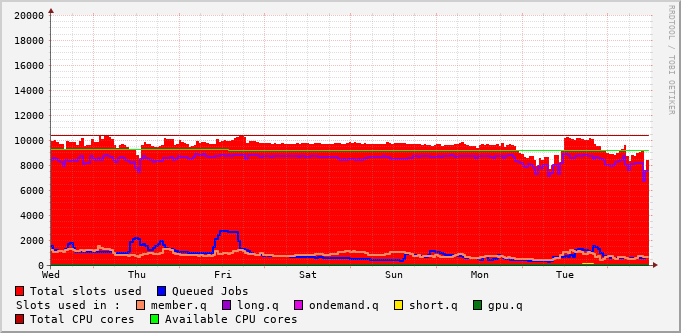 20000
18000
16000
14000
12000
10000
8000
6000
4000
2000
0
Wed Thu Fri Sat Sun Mon Tue
RRDTOOL / TOBI OETIKER
Total slots used Queued Jobs
Slots used in : member.q long.q ondemand.q short.q gpu.q
Total CPU cores Available CPU cores